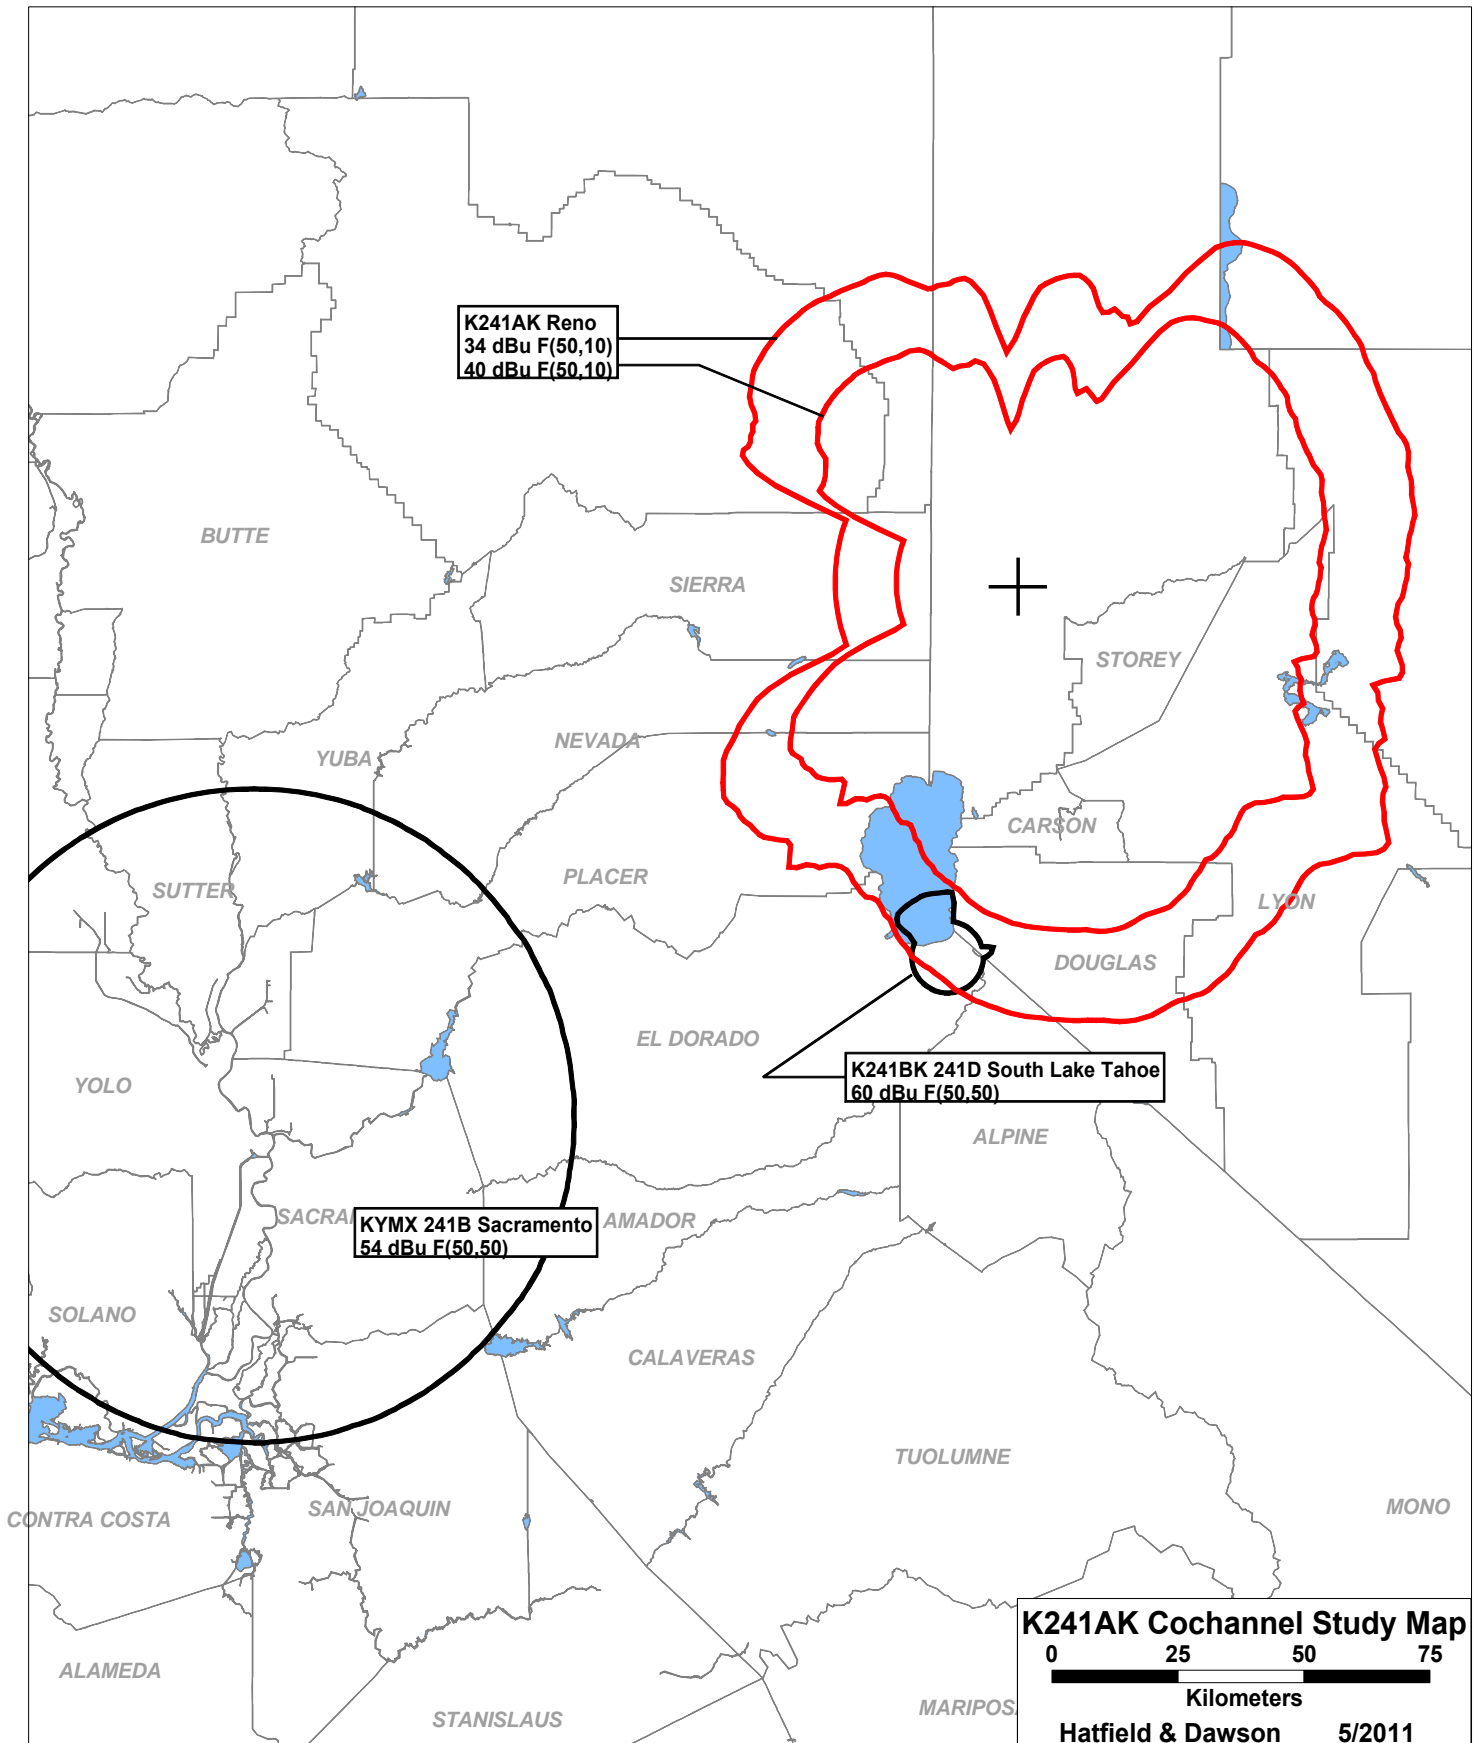 K241AK Reno
34 dBu F(50,10)
40 dBu F(50,10)
BUTTE
SIERRA
STOREY
NEVADA
YUBA
CARSON
PLACER
SUTTER
LYON
DOUGLAS
EL DORADO
K241BK 241D South Lake Tahoe
60 dBu F(50,50)
YOLO
ALPINE
SACRA
KYMX 241B Sacramento
54 dBu F(50,50)
AMADOR
SOLANO
CALAVERAS
TUOLUMNE
MONO
SAN JOAQUIN
CONTRA COSTA
K241AK Cochannel Study Map
0 25 50 75
Kilometers
Hatfield & Dawson 5/2011
ALAMEDA
MARIPOS
STANISLAUS